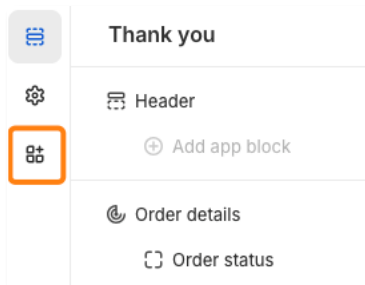 Thank you
Header
Add app block
Order details
Order status